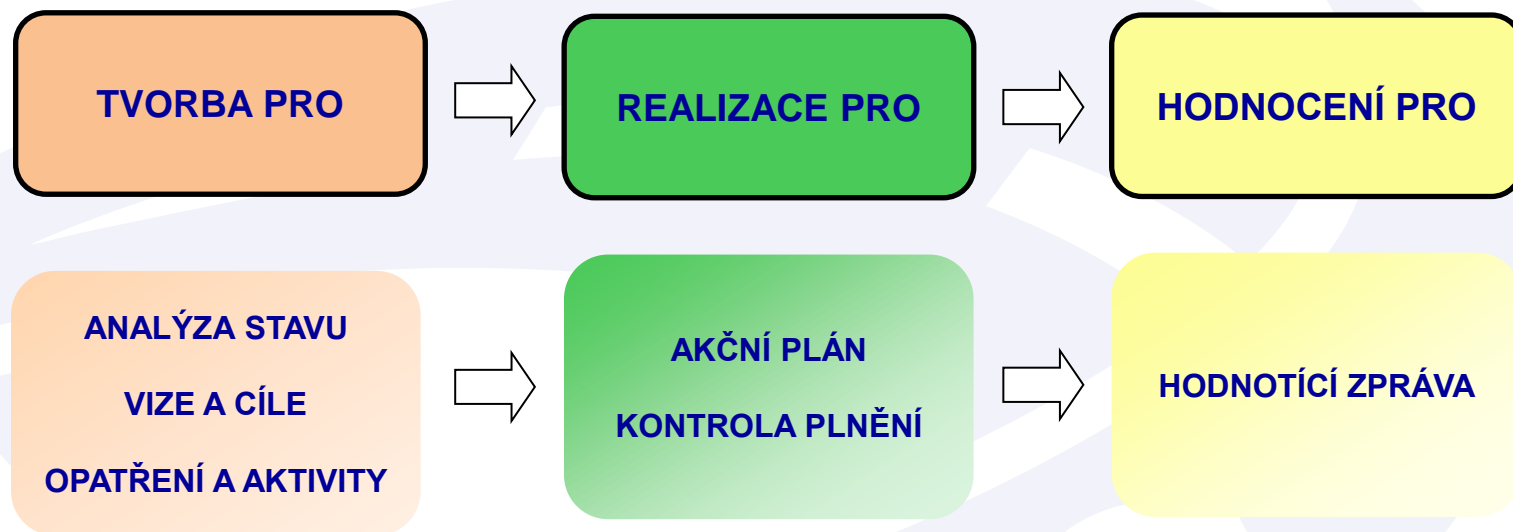 TVORBA PRO
REALIZACE PRO
HODNOCENÍ PRO
ANALÝZA STAVU
VIZE A CÍLE
OPATŘENÍ A AKTIVITY
AKČNÍ PLÁN
KONTROLA PLNĚNÍ
HODNOTÍCÍ ZPRÁVA